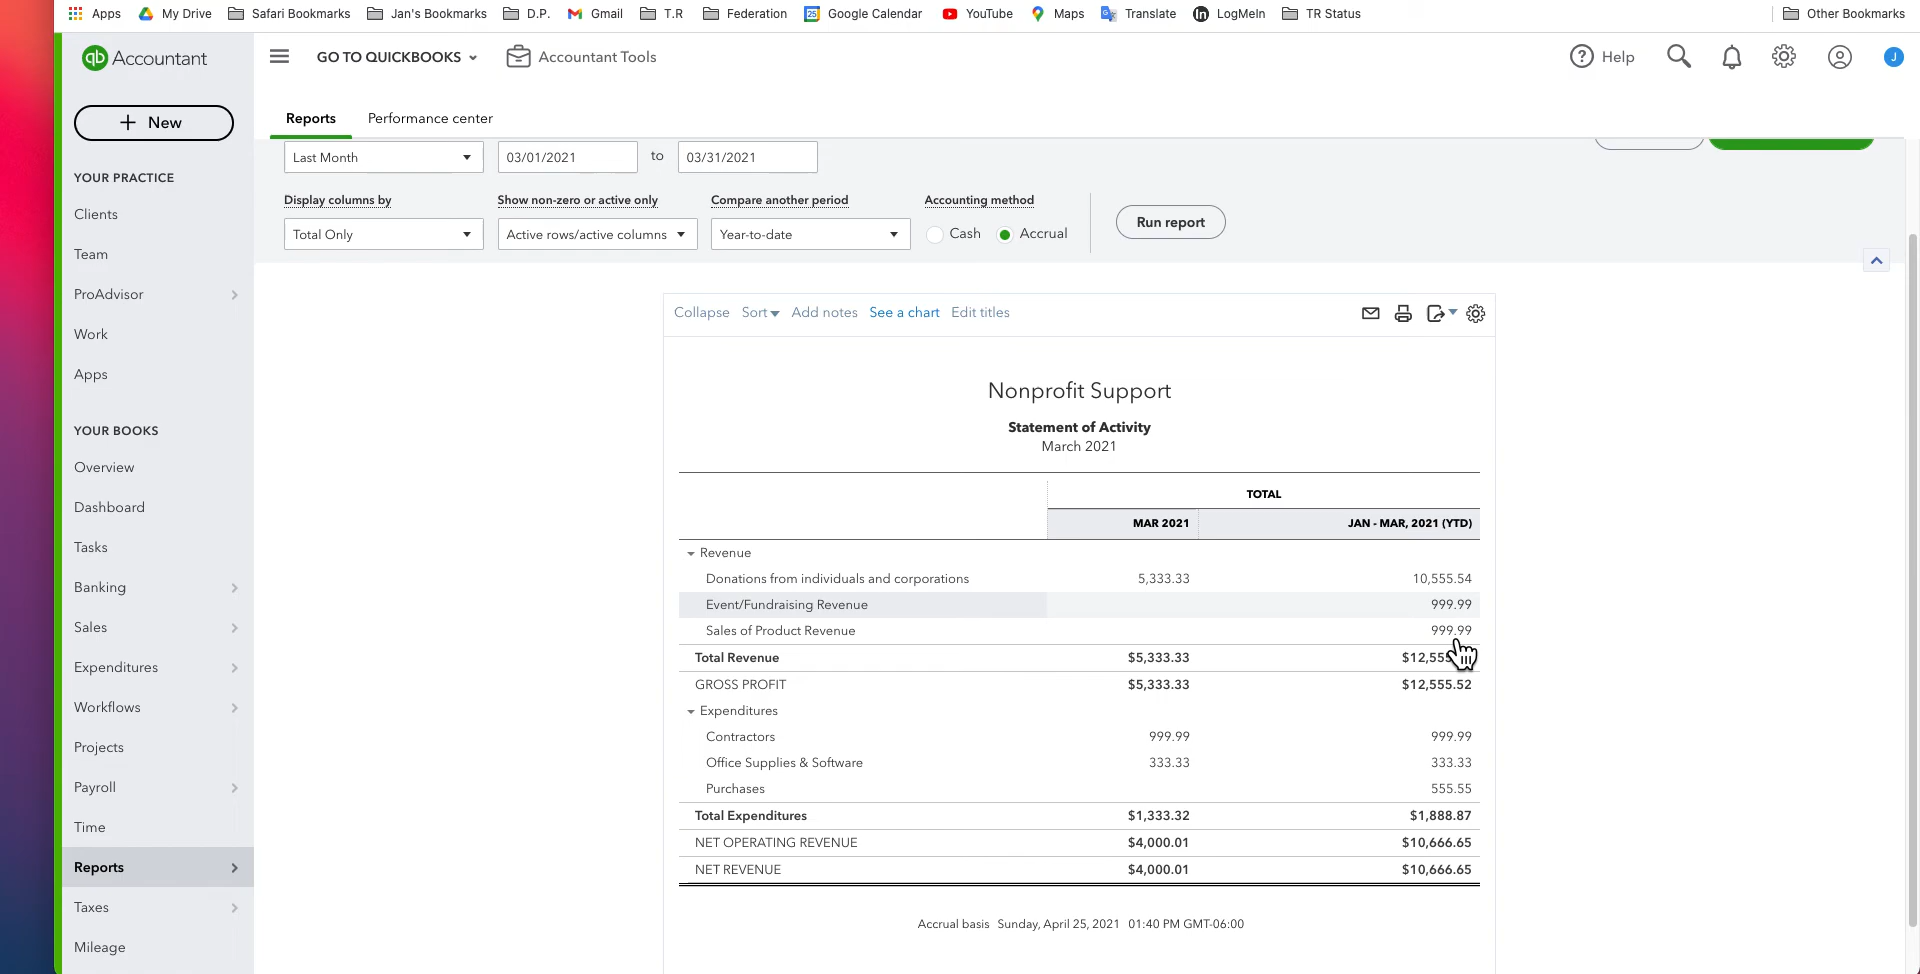 Apps My Drive Safari Bookmarks Jan's Bookmarks D.P. Gmail T.R Federation Google Calendar YouTube Maps Translate LogMeIn TR Status Other Bookmarks
qb Accountant GO TO QUICKBOOKS Accountant Tools Help J
+ New
Reports Performance center
Last Month 03/01/2021 to 03/31/2021
Display columns by Show non-zero or active only Compare another period Accounting method
Total Only Active rows/active columns Year-to-date Cash Accrual Run report
YOUR PRACTICE
Clients
Team
ProAdvisor
Work
Apps
YOUR BOOKS
Overview
Dashboard
Tasks
Banking
Sales
Expenditures
Workflows
Projects
Payroll
Time
Reports
Taxes
Mileage
Collapse Sort Add notes See a chart Edit titles
Nonprofit Support
Statement of Activity
March 2021
TOTAL
MAR 2021 JAN - MAR, 2021 (YTD)
Revenue
Donations from individuals and corporations 5,333.33 10,555.54
Event/Fundraising Revenue 999.99
Sales of Product Revenue 999.99
Total Revenue $5,333.33 $12,555
GROSS PROFIT $5,333.33 $12,555.52
Expenditures
Contractors 999.99 999.99
Office Supplies & Software 333.33 333.33
Purchases 555.55
Total Expenditures $1,333.32 $1,888.87
NET OPERATING REVENUE $4,000.01 $10,666.65
NET REVENUE $4,000.01 $10,666.65
Accrual basis Sunday, April 25, 2021 01:40 PM GMT-06:00